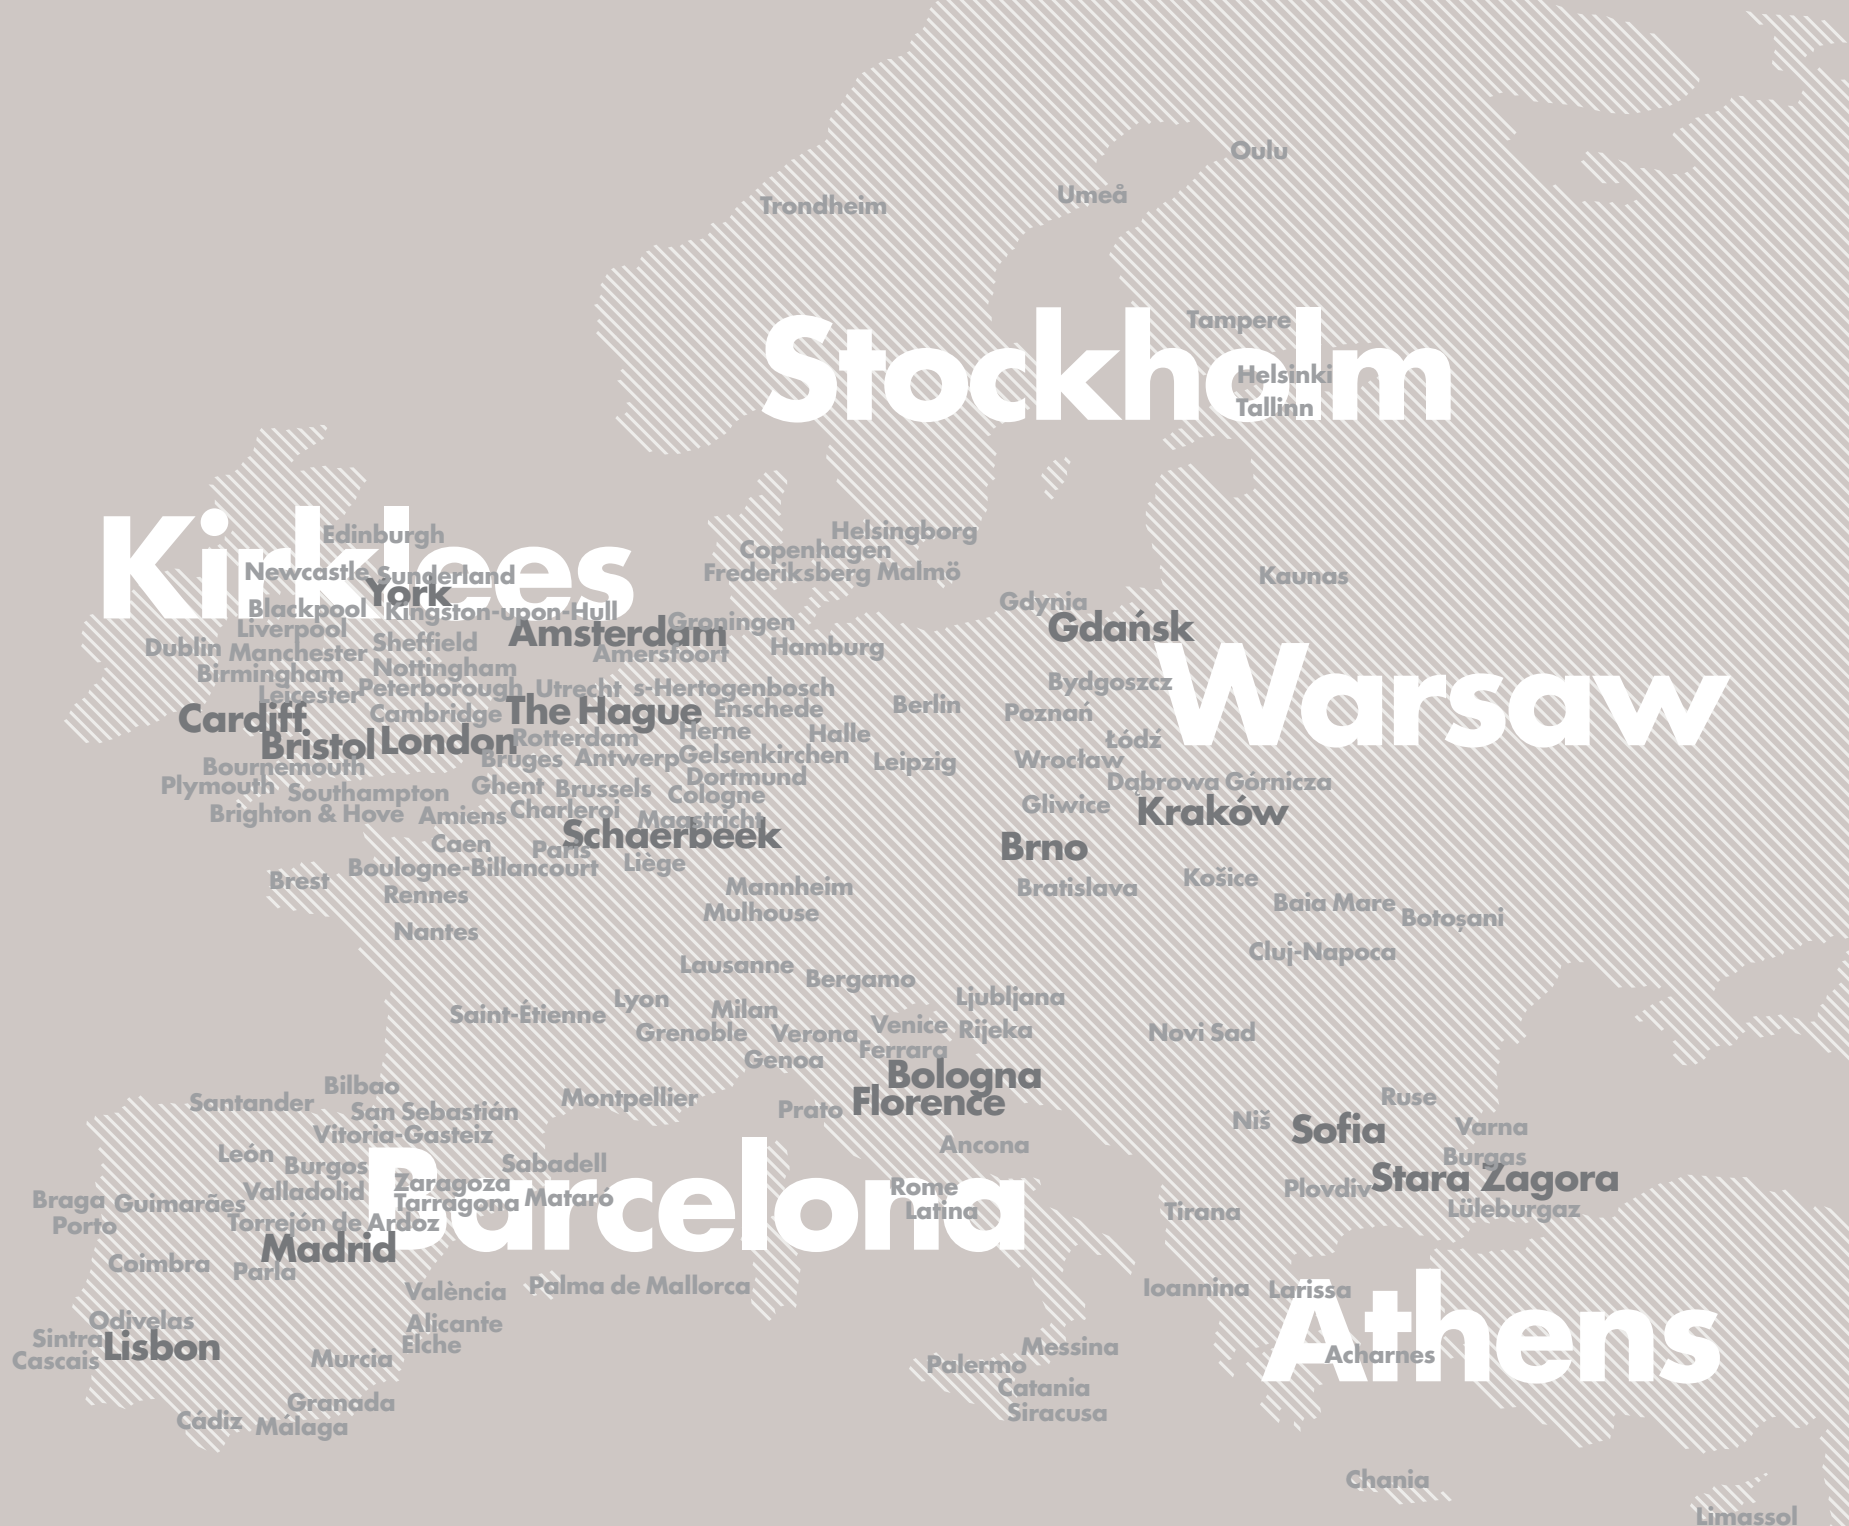 Oulu
Umeå
Trondheim
Stockholm
Tampere
Helsinki
Tallinn
Kirklees
Edinburgh
Helsingborg
Copenhagen
Newcastle
Sunderland
Frederiksberg
Malmö
Kaunas
York
Gdynia
Blackpool
Kingston-upon-Hull
Groningen
Gdańsk
Liverpool
Amsterdam
Dublin
Manchester
Sheffield
Amersfoort
Hamburg
Warsaw
Birmingham
Nottingham
Leicester
Peterborough
Utrecht
s-Hertogenbosch
Bydgoszcz
Cardiff
Cambridge
The Hague
Enschede
Berlin
Poznań
Bristol
London
Rotterdam
Herne
Halle
Łódź
Bournemouth
Bruges
Antwerp
Gelsenkirchen
Leipzig
Wrocław
Plymouth
Southampton
Ghent
Brussels
Dortmund
Cologne
Dąbrowa Górnicza
Brighton & Hove
Amiens
Charleroi
Maastricht
Gliwice
Kraków
Schaerbeek
Caen
Paris
Brno
Boulogne-Billancourt
Liège
Brest
Rennes
Mannheim
Bratislava
Košice
Mulhouse
Baia Mare
Botoșani
Nantes
Cluj-Napoca
Lausanne
Bergamo
Saint-Étienne
Lyon
Milan
Ljubljana
Grenoble
Verona
Venice
Rijeka
Novi Sad
Genoa
Ferrara
Bologna
Bilbao
Santander
San Sebastián
Montpellier
Prato
Florence
Ruse
Vitoria-Gasteiz
Niš
Sofia
Varna
León
Burgos
Sabadell
Ancona
Burgas
Barcelona
Valladolid
Zaragoza
Rome
Plovdiv
Stara Zagora
Braga
Guimarães
Tarragona
Mataró
Latina
Tirana
Lüleburgaz
Porto
Torrejón de Ardoz
Madrid
Coimbra
Parla
València
Palma de Mallorca
Ioannina
Larissa
Athens
Odivelas
Alicante
Sintra
Lisbon
Elche
Messina
Cascais
Murcia
Palermo
Acharnes
Catania
Granada
Siracusa
Cádiz
Málaga
Chania
Limassol